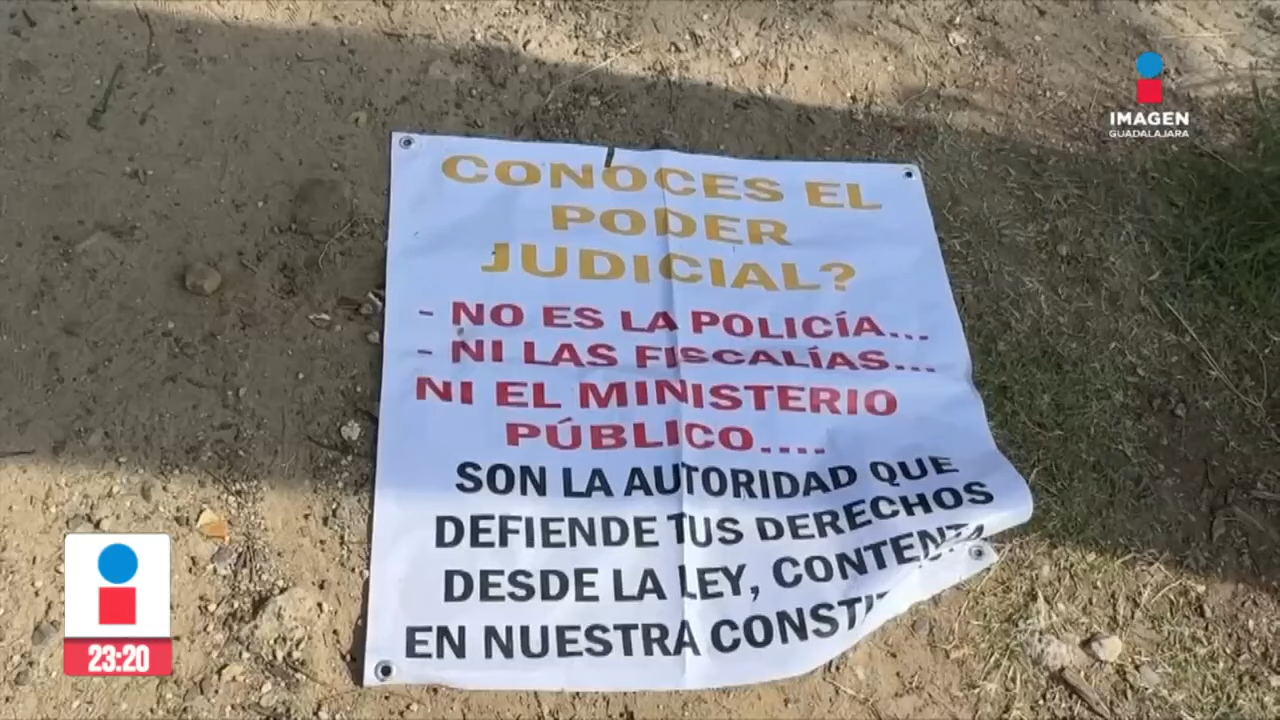 IMAGEN
GUADALAJARA
CONOCES EL
PODER
JUDICIAL?
- NO ES LA POLICÍA...
- NI LAS FISCALÍAS...
NI EL MINISTERIO
PÚBLICO....
SON LA AUTORIDAD QUE
DEFIENDE TUS DERECHOS
DESDE LA LEY, CONTENTA
EN NUESTRA
23:20